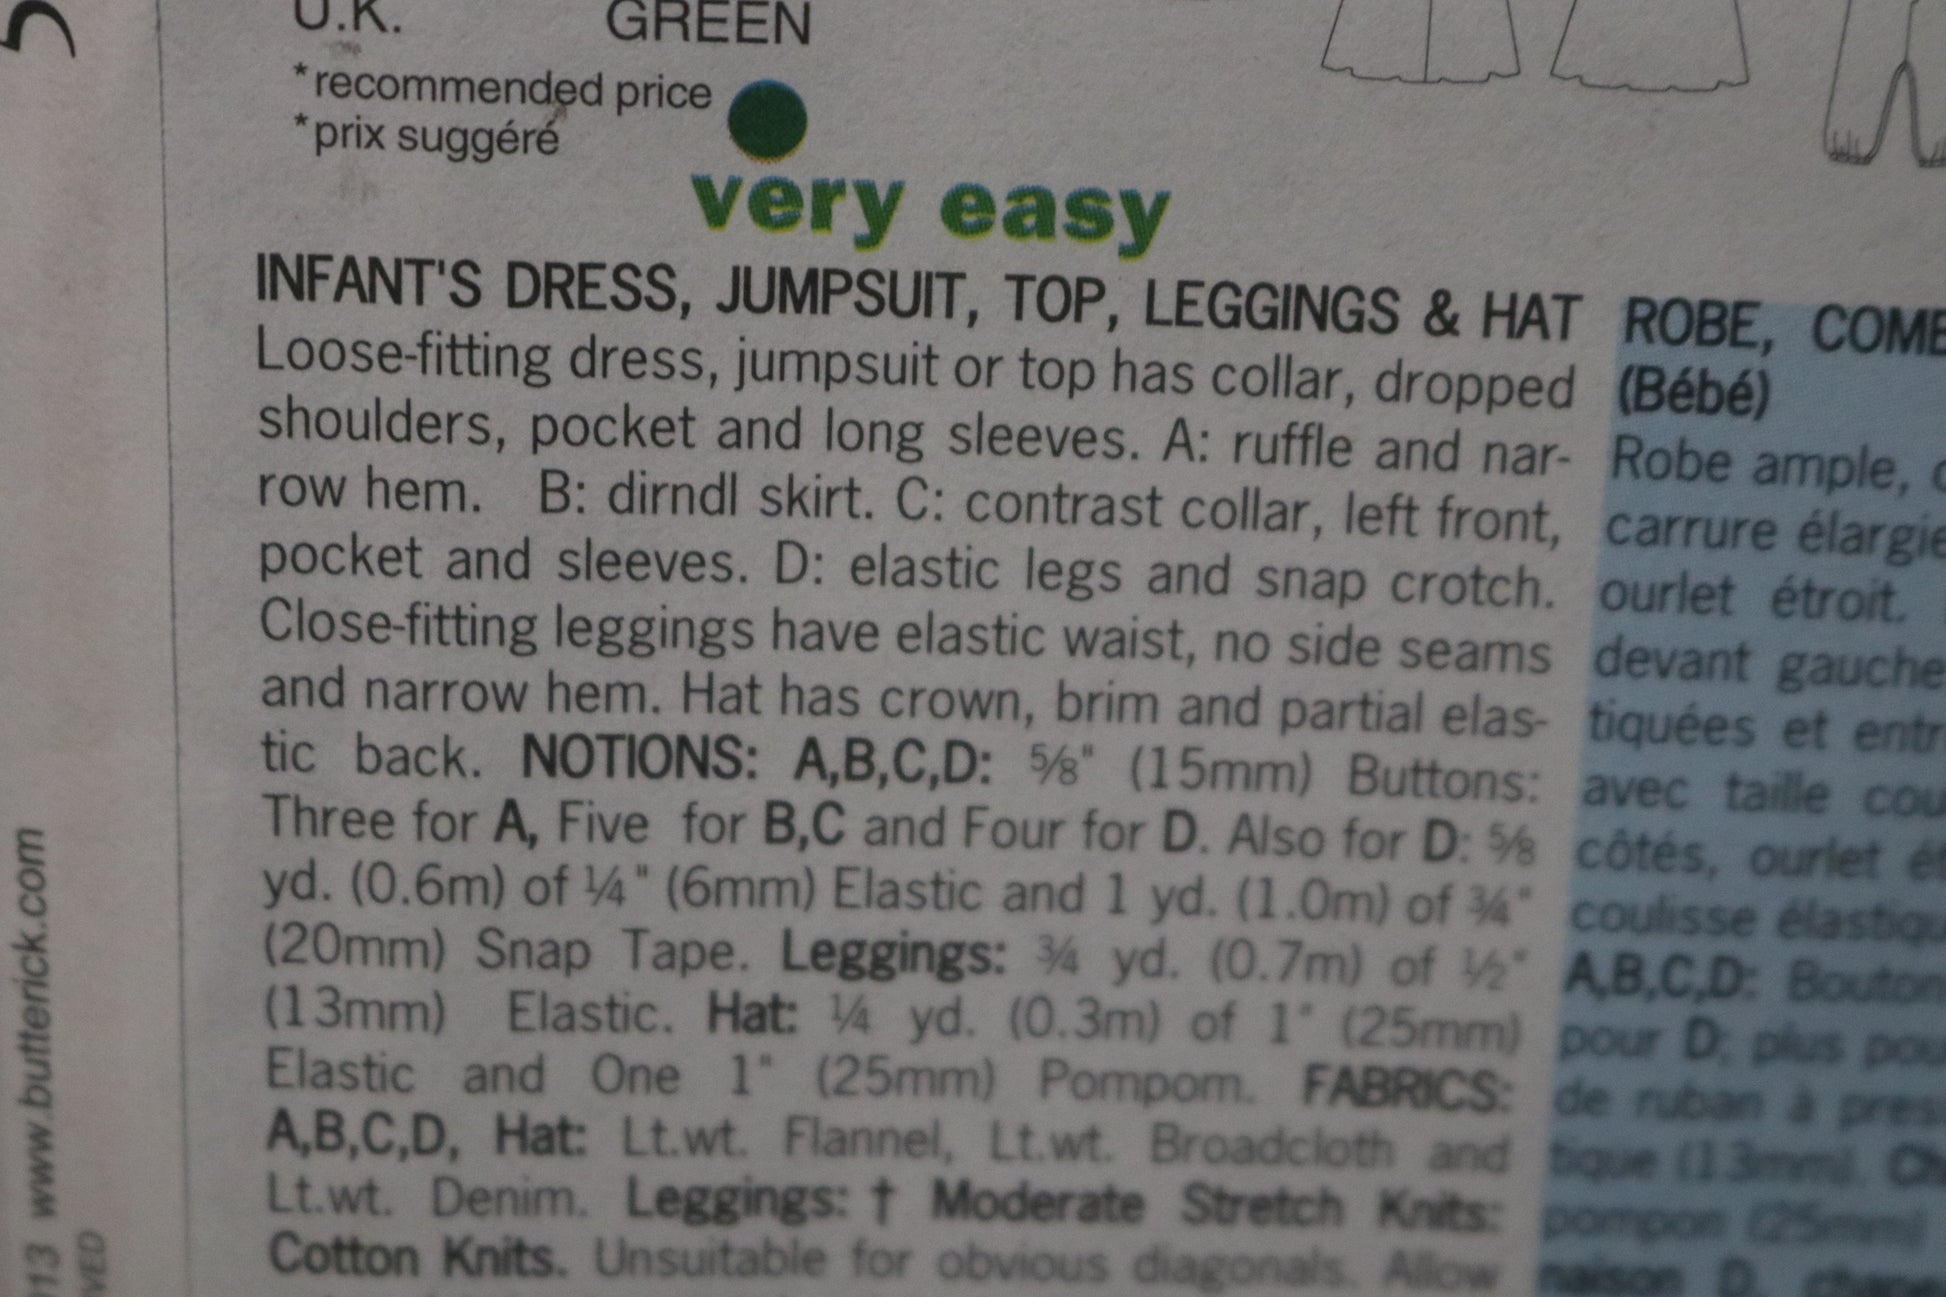 U.K. GREEN
*recommended price
*prix suggéré
very easy
INFANT'S DRESS, JUMPSUIT, TOP, LEGGINGS & HAT
Loose-fitting dress, jumpsuit or top has collar, dropped
shoulders, pocket and long sleeves. A: ruffle and nar-
row hem. B: dirndl skirt. C: contrast collar, left front,
pocket and sleeves. D: elastic legs and snap crotch.
Close-fitting leggings have elastic waist, no side seams
and narrow hem. Hat has crown, brim and partial elas-
tic back. NOTIONS: A,B,C,D: ⅝" (15mm) Buttons:
Three for A, Five for B,C and Four for D. Also for D: ⅝
yd. (0.6m) of ¼" (6mm) Elastic and 1 yd. (1.0m) of ¾"
(20mm) Snap Tape. Leggings: ¾ yd. (0.7m) of ½"
(13mm) Elastic. Hat: ¼ yd. (0.3m) of 1" (25mm)
Elastic and One 1" (25mm) Pompom. FABRICS:
A,B,C,D, Hat: Lt.wt. Flannel, Lt.wt. Broadcloth and
Lt.wt. Denim. Leggings: † Moderate Stretch Knits:
Cotton Knits. Unsuitable for obvious diagonals. Allow
ROBE, COMB
(Bébé)
Robe ample,
carrure élargie
ourlet étroit.
devant gauche
tiquées et entr
avec taille cou
côtés, ourlet ét
coulisse élastiqu
A,B,C,D: Bouton
pour D; plus pou
de ruban à pres
tique (13mm). Ch
pompon (25mm)
naison D,
www.butterick.com